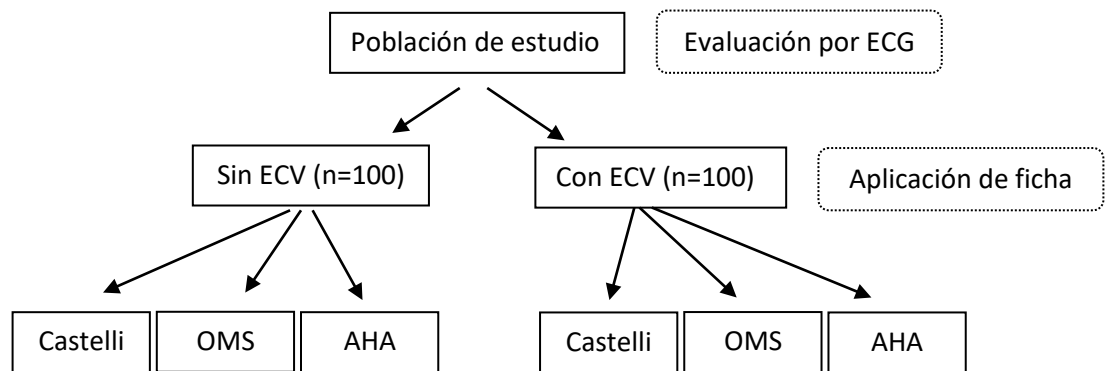 Población de estudio
Evaluación por ECG
Sin ECV (n=100)
Con ECV (n=100)
Aplicación de ficha
Castelli
OMS
AHA
Castelli
OMS
AHA